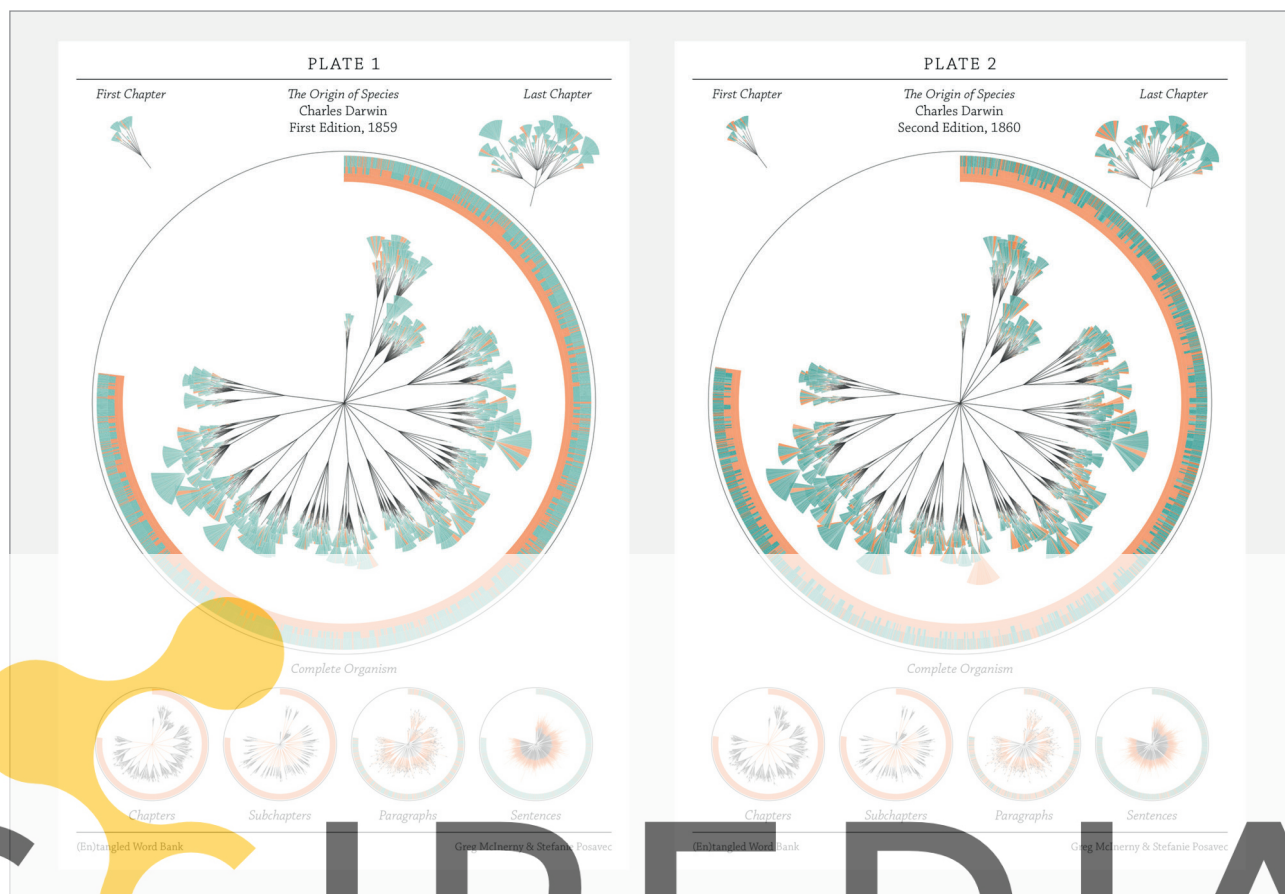 PLATE 1
First Chapter
The Origin of Species
Charles Darwin
First Edition, 1859
Last Chapter
Complete Organism
Chapters
Subchapters
Paragraphs
Sentences
(En)tangled Word Bank
Greg McInerny & Stefanie Posavec
PLATE 2
First Chapter
The Origin of Species
Charles Darwin
Second Edition, 1860
Last Chapter
Complete Organism
Chapters
Subchapters
Paragraphs
Sentences
(En)tangled Word Bank
Greg McInerny & Stefanie Posavec